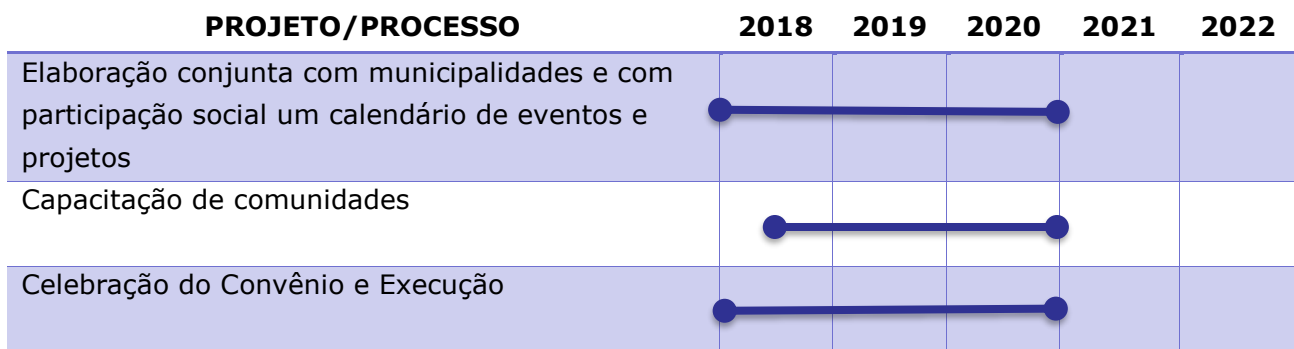 PROJETO/PROCESSO 2018 2019 2020 2021 2022
Elaboração conjunta com municipalidades e com
participação social um calendário de eventos e
projetos
Capacitação de comunidades
Celebração do Convênio e Execução